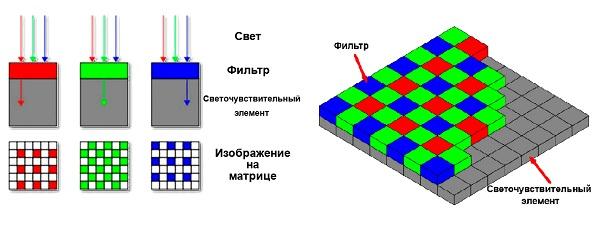 Свет
Фильтр
Светочувствительный
элемент
Изображение
на
матрице
Фильтр
Светочувствительный
элемент